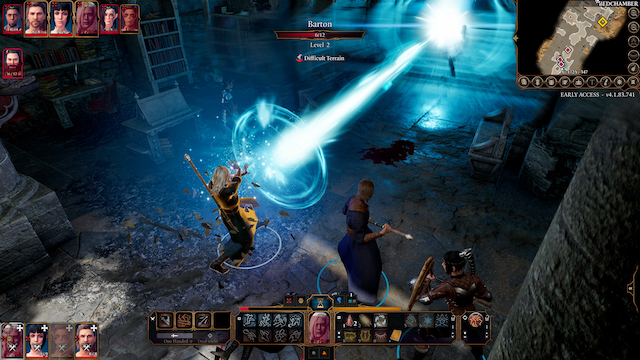 BEDCHAMBER
Barton
6/12
Level 2
Difficult Terrain
EARLY ACCESS - v4.1.83.741